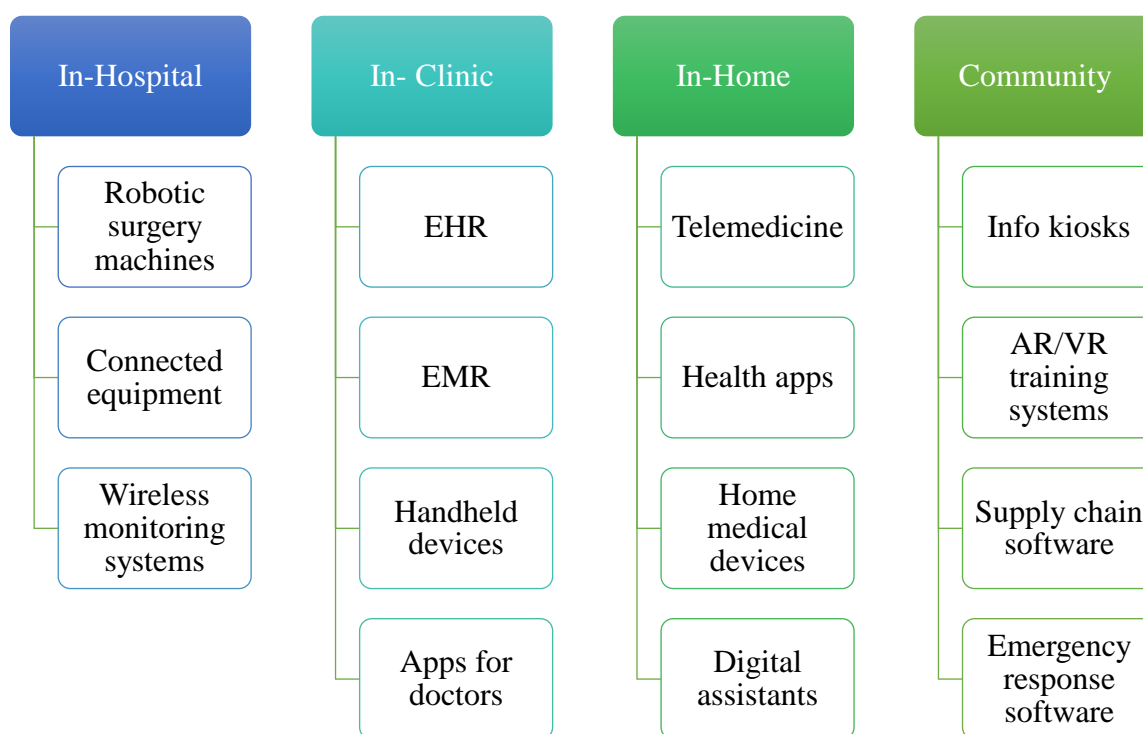 In-Hospital
Robotic
surgery
machines
Connected
equipment
Wireless
monitoring
systems
In- Clinic
EHR
EMR
Handheld
devices
Apps for
doctors
In-Home
Telemedicine
Health apps
Home
medical
devices
Digital
assistants
Community
Info kiosks
AR/VR
training
systems
Supply chain
software
Emergency
response
software